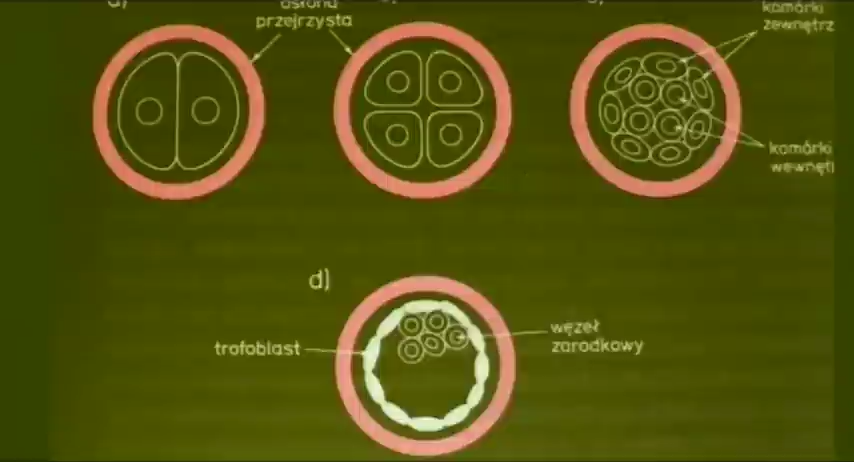 osłona
przejrzysta
komórki
zewnętrz
komórki
wewnęt
d)
trofoblast
węzeł
zarodkowy